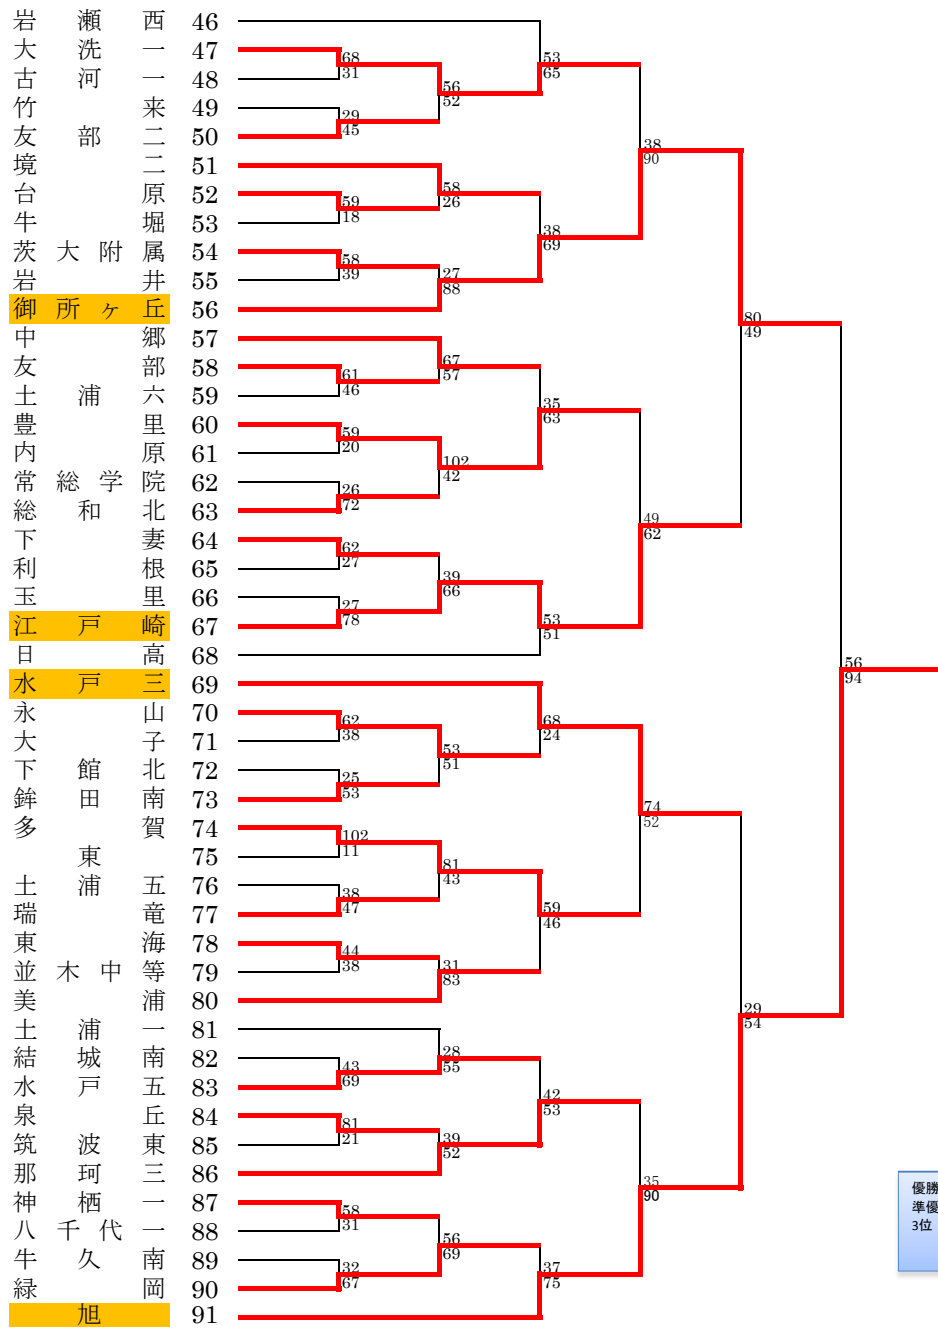 岩瀬西 46
大洗一 47
68
31
古河一 48
56
52
53
65
竹来 49
29
45
友部二 50
38
90
境二 51
58
26
台原 52
59
18
牛堀 53
38
69
茨大附属 54
58
39
岩井 55
27
88
御所ヶ丘 56
80
49
中郷 57
67
57
友部 58
61
46
土浦六 59
35
63
豊里 60
59
20
内原 61
102
42
常総学院 62
26
72
総和北 63
49
62
下妻 64
62
27
利根 65
39
66
玉里 66
27
78
江戸崎 67
53
51
日高 68
56
94
水戸三 69
68
24
永山 70
62
38
大子 71
53
51
下館北 72
25
53
鉾田南 73
74
52
多賀 74
102
11
東 75
81
43
土浦五 76
38
47
瑞竜 77
59
46
東海 78
44
38
並木中等 79
31
83
美浦 80
29
54
土浦一 81
28
55
結城南 82
43
69
水戸五 83
42
53
泉丘 84
81
21
筑波東 85
39
52
那珂三 86
35
90
神栖一 87
58
31
八千代一 88
56
69
牛久南 89
32
67
緑岡 90
37
75
旭 91
優勝
準優
3位